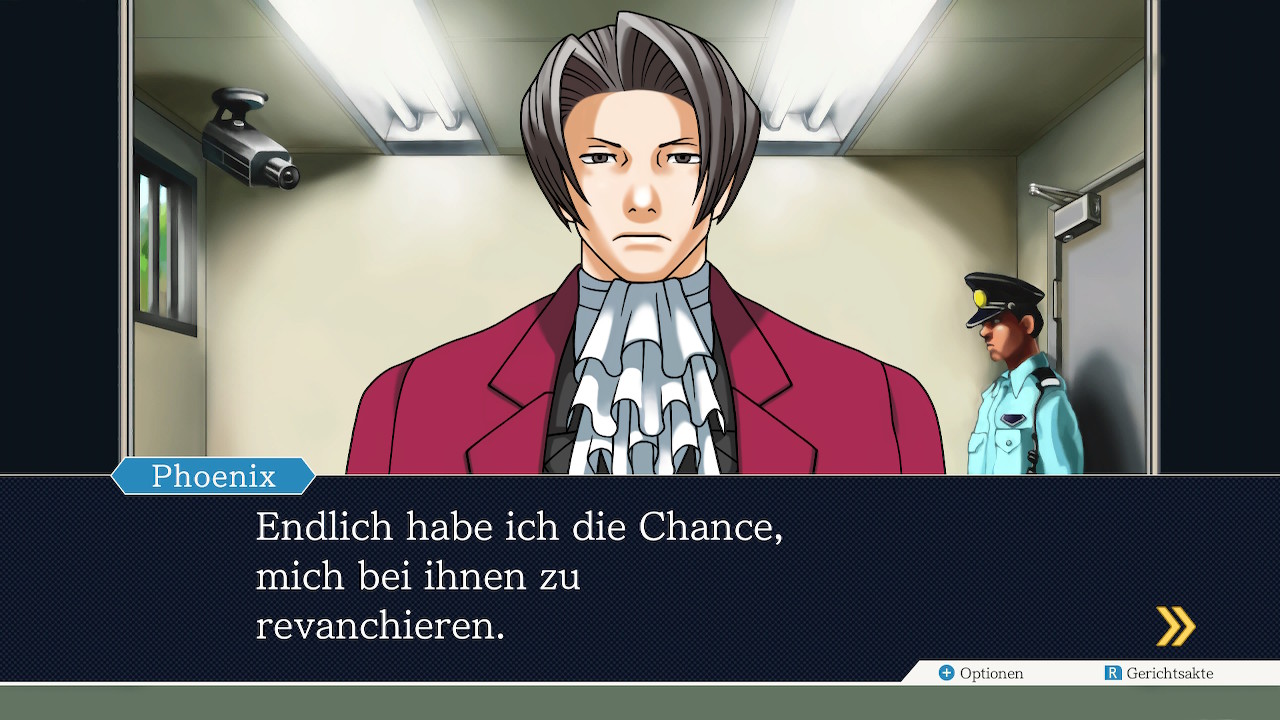 Phoenix
Endlich habe ich die Chance,
mich bei ihnen zu
revanchieren.
+ Optionen
R Gerichtsakte